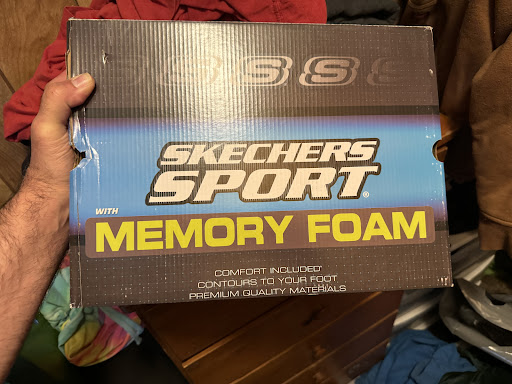 S S S S S
SKECHERS
SPORT®
WITH
MEMORY FOAM
COMFORT INCLUDED
CONTOURS TO YOUR FOOT
PREMIUM QUALITY MATERIALS